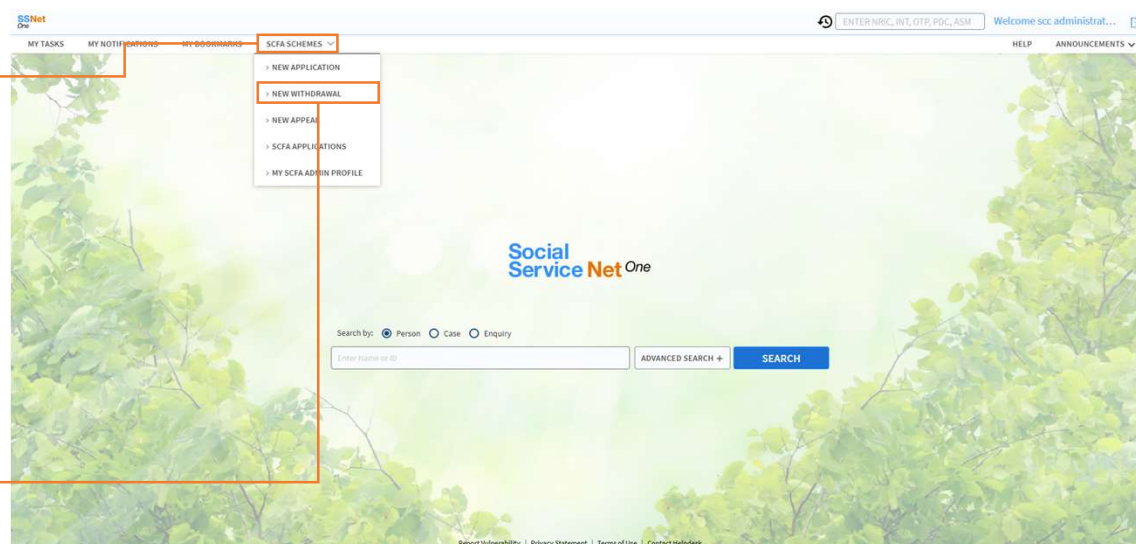 SSNet
One
ENTER NRIC, INT, OTP, PDC, ASM
Welcome scc administrat...
MY TASKS
MY NOTIFICATIONS
MY BOOKMARKS
SCFA SCHEMES
HELP
ANNOUNCEMENTS
> NEW APPLICATION
> NEW WITHDRAWAL
> NEW APPEAL
> SCFA APPLICATIONS
> MY SCFA ADMIN PROFILE
Social
Service Net One
Search by: Person Case Enquiry
Enter Name or ID
ADVANCED SEARCH +
SEARCH
Report Vulnerability | Privacy Statement | Terms of Use | Contact Helpdesk